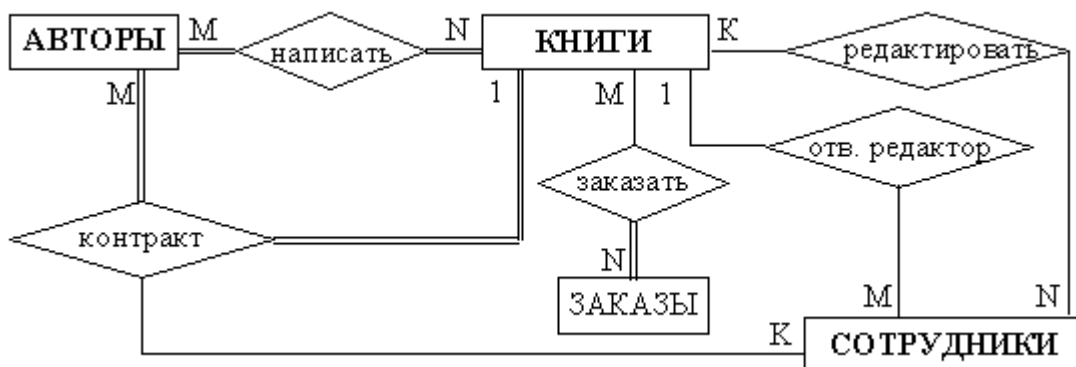 АВТОРЫ М написать N КНИГИ К редактировать
М 1 М 1
отв. редактор
заказать
контракт
N М N
ЗАКАЗЫ
К СОТРУДНИКИ